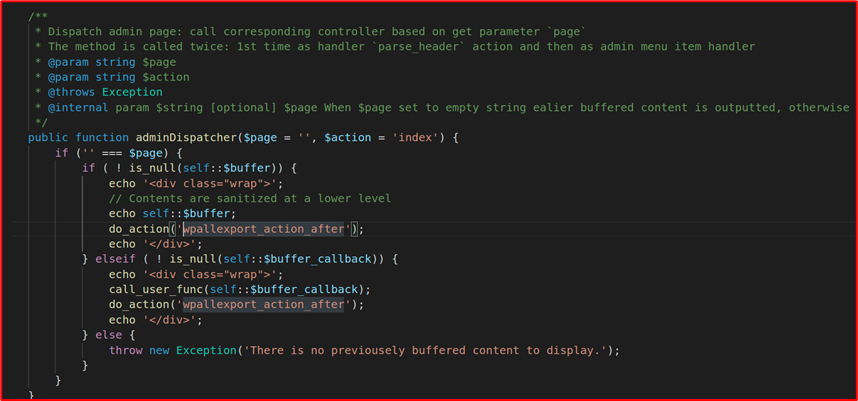 /**
* Dispatch admin page: call corresponding controller based on get parameter `page`
* The method is called twice: 1st time as handler `parse_header` action and then as admin menu item handler
* @param string $page
* @param string $action
* @throws Exception
* @internal param $string [optional] $page When $page set to empty string ealier buffered content is outputted, otherwise
*/
public function adminDispatcher($page = '', $action = 'index') {
if ('' === $page) {
if ( ! is_null(self::$buffer)) {
echo '<div class="wrap">';
// Contents are sanitized at a lower level
echo self::$buffer;
do_action('wpallexport_action_after');
echo '</div>';
} elseif ( ! is_null(self::$buffer_callback)) {
echo '<div class="wrap">';
call_user_func(self::$buffer_callback);
do_action('wpallexport_action_after');
echo '</div>';
} else {
throw new Exception('There is no previousely buffered content to display.');
}
}
}